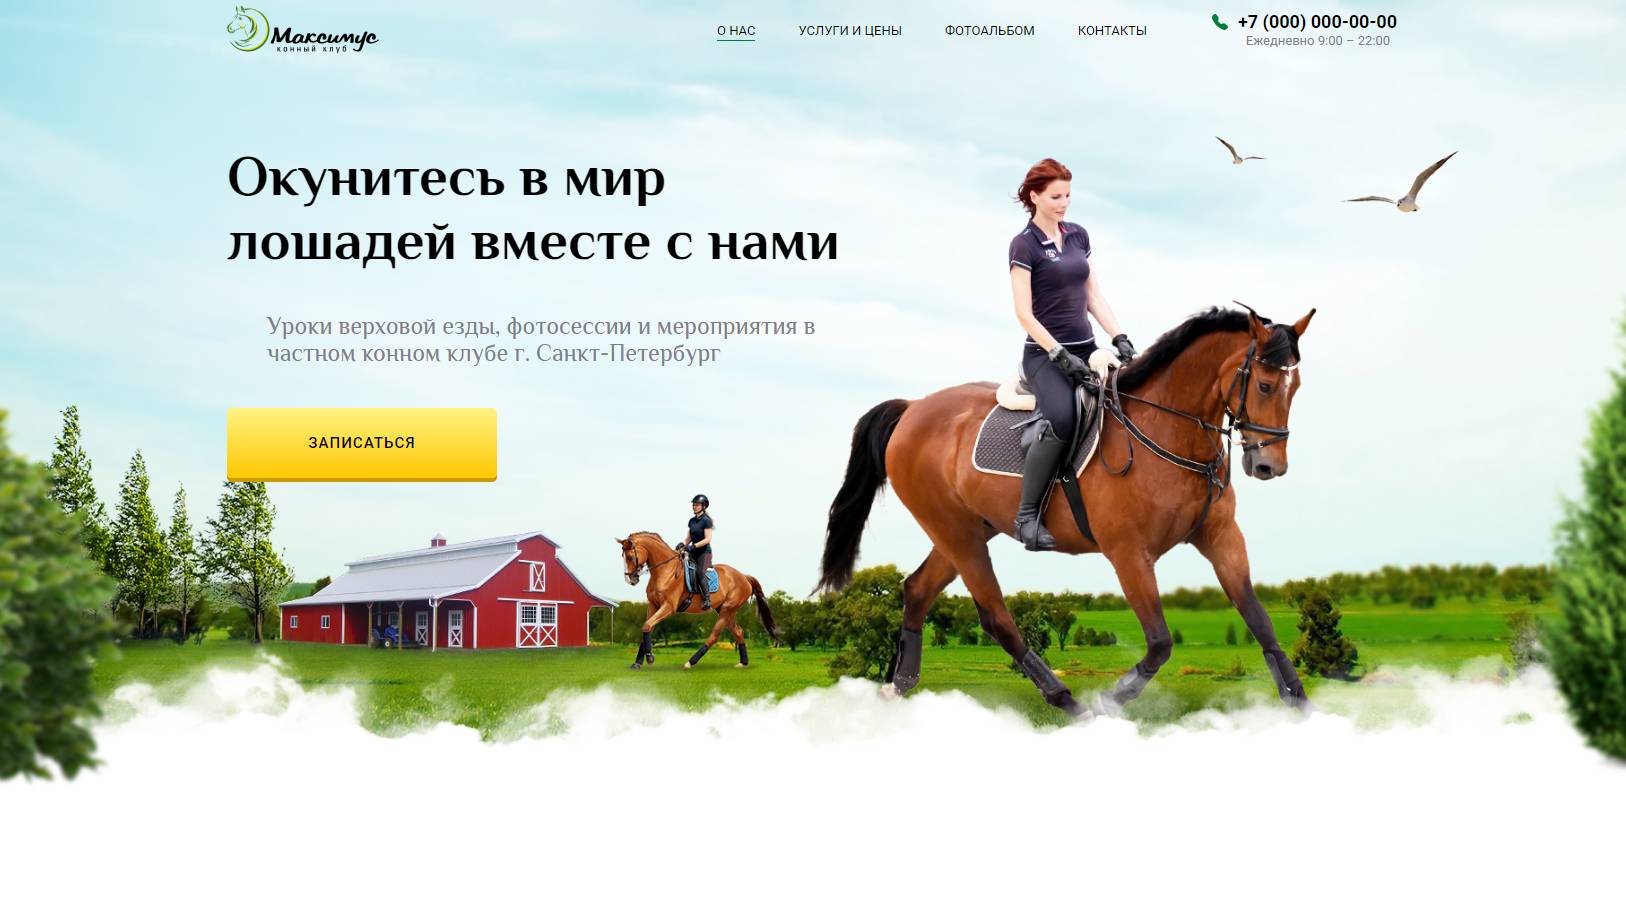 Максимус
конный клуб
О НАС
УСЛУГИ И ЦЕНЫ
ФОТОАЛЬБОМ
КОНТАКТЫ
+7 (000) 000-00-00
Ежедневно 9:00 – 22:00
Окунитесь в мир
лошадей вместе с нами
Уроки верховой езды, фотосессии и мероприятия в
частном конном клубе г. Санкт-Петербург
ЗАПИСАТЬСЯ